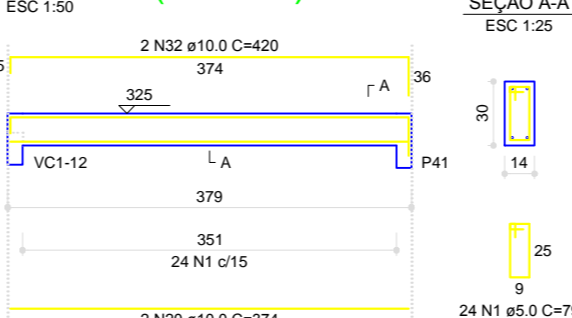 ESC 1:50
SEÇÃO A-A
ESC 1:25
2 N32 ø10.0 C=420
374
36
A
325
30
VC1-12
A
P41
14
379
351
24 N1 c/15
25
9
24 N1 ø5.0